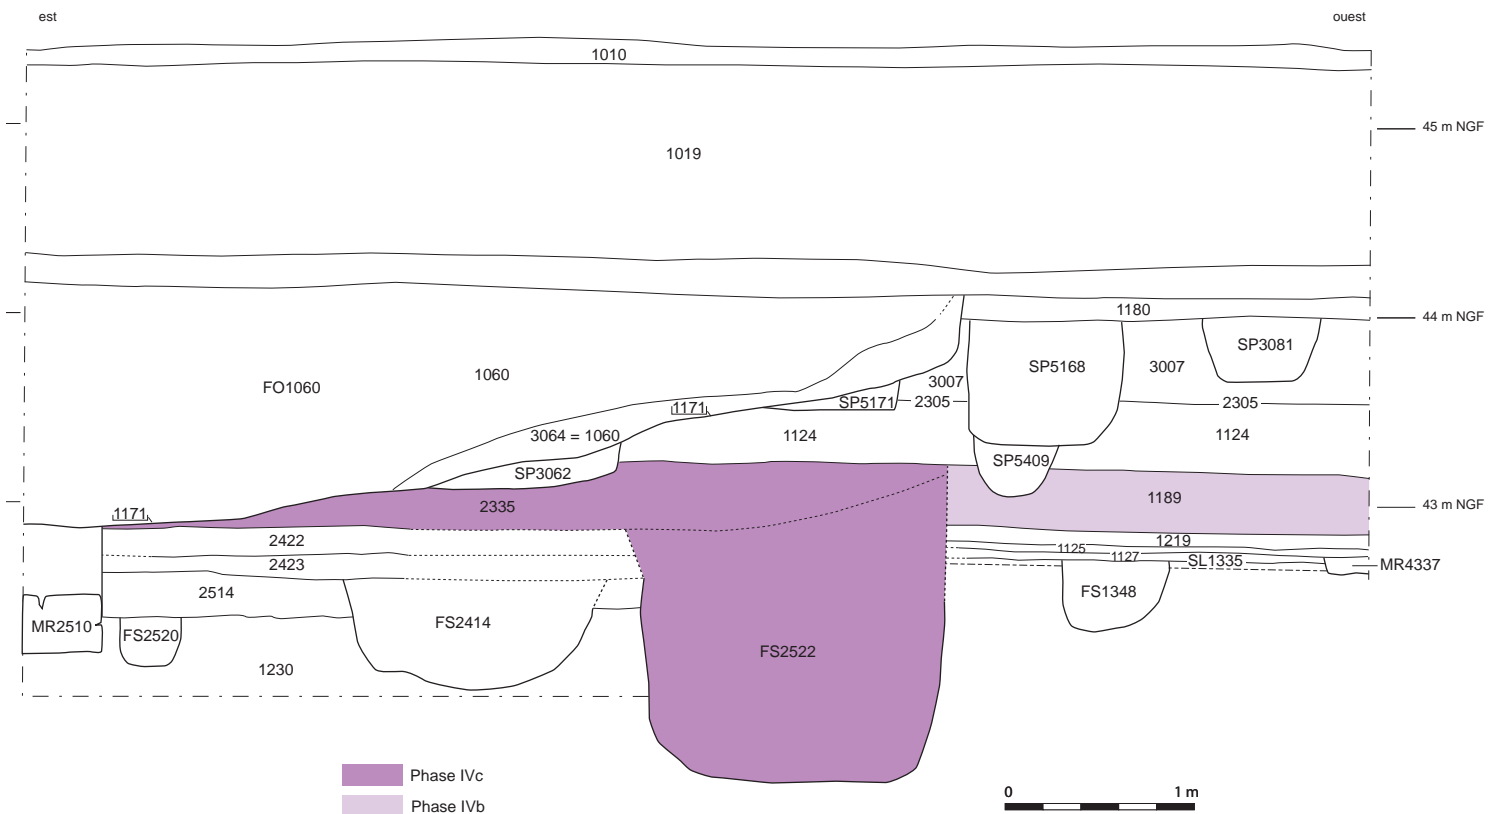 est
ouest
1010
45 m NGF
1019
1180
44 m NGF
SP3081
SP5168
3007
1060
FO1060
3007
SP5171
2305
2305
1171
3064 = 1060
1124
1124
SP5409
SP3062
1189
2335
43 m NGF
1171
2422
1219
1125
1127
SL1335
MR4337
2423
2514
FS1348
FS2414
MR2510
FS2520
FS2522
1230
Phase IVc
Phase IVb
0
1 m